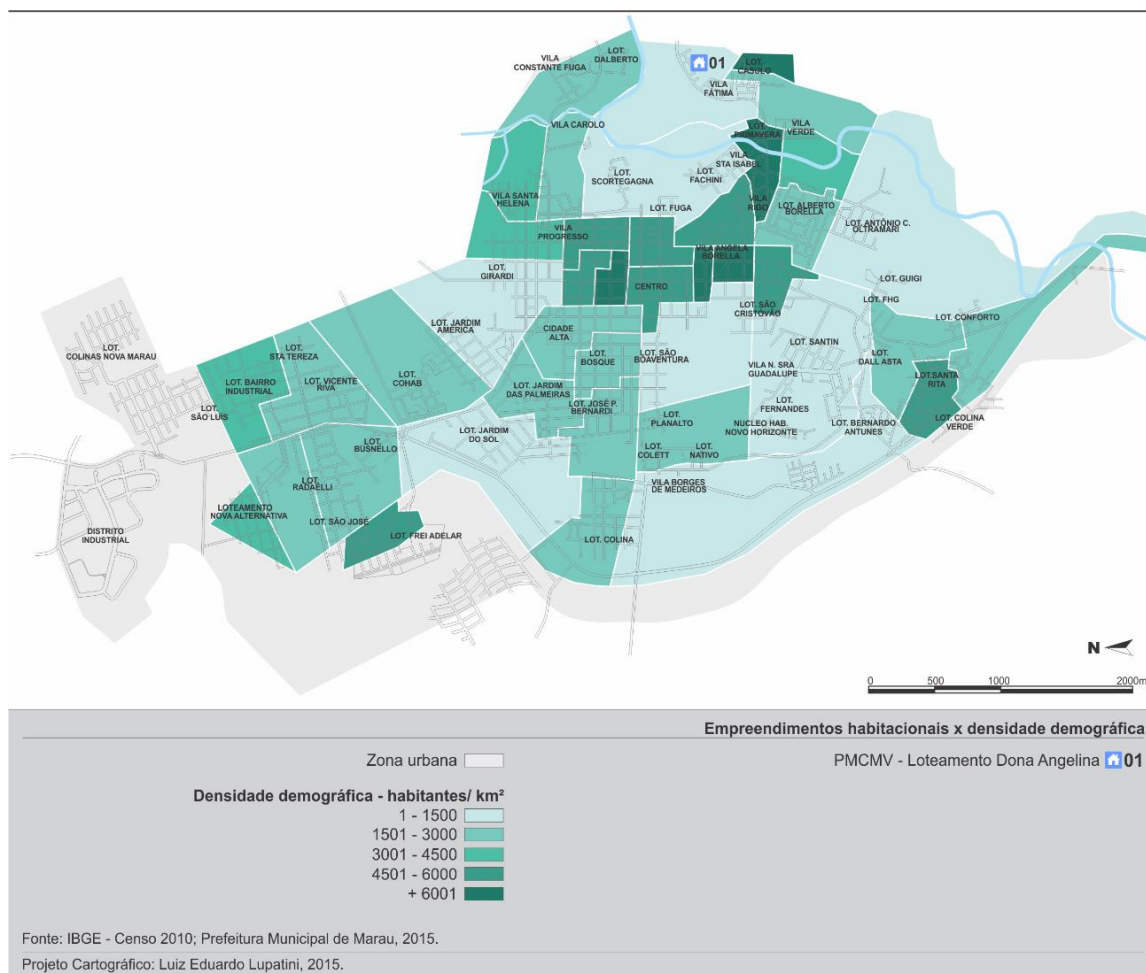 LOT.
DALBERTO
VILA
CONSTANTE FUGA
01
LOT.
CASULO
VILA
FÁTIMA
VILA CAROLO
LOT.
PRIMAVERA
VILA
VERDE
VILA
STA ISABEL
LOT.
SCORTEGAGNA
LOT.
FACHINI
VILA SANTA
HELENA
LOT. FUGA
VILA
RIGO
LOT. ALBERTO
BORELLA
LOT. ANTÔNIO C.
OLTRAMARI
VILA
PROGRESSO
VILA ANGELA
BORELLA
LOT.
GIRARDI
CENTRO
LOT. GUIGI
LOT. FHG
LOT. SÃO
CRISTOVÃO
LOT. CONFORTO
LOT. JARDIM
AMERICA
CIDADE
ALTA
LOT. SANTIN
LOT.
COLINAS NOVA MARAU
LOT.
STA TEREZA
LOT.
BOSQUE
LOT. SÃO
BOAVENTURA
LOT.
DALL ASTA
VILA N. SRA
GUADALUPE
LOT. BAIRRO
INDUSTRIAL
LOT. VICENTE
RIVA
LOT.
COHAB
LOT.SANTA
RITA
LOT. JARDIM
DAS PALMEIRAS
LOT. JOSÉ P.
BERNARDI
LOT.
FERNANDES
LOT.
SÃO LUIS
LOT.
PLANALTO
NUCLEO HAB.
NOVO HORIZONTE
LOT. BERNARDO
ANTUNES
LOT. COLINA
VERDE
LOT. JARDIM
DO SOL
LOT.
BUSNELLO
LOT.
COLETT
LOT.
NATIVO
LOT.
RADAELLI
VILA BORGES
DE MEDEIROS
LOTEAMENTO
NOVA ALTERNATIVA
LOT. SÃO JOSÉ
DISTRITO
INDUSTRIAL
LOT. FREI ADELAR
LOT. COLINA
N
0 500 1000 2000m
Empreendimentos habitacionais x densidade demográfica
Zona urbana
PMCMV - Loteamento Dona Angelina 01
Densidade demográfica - habitantes/ km²
1 - 1500
1501 - 3000
3001 - 4500
4501 - 6000
+ 6001
Fonte: IBGE - Censo 2010; Prefeitura Municipal de Marau, 2015.
Projeto Cartográfico: Luiz Eduardo Lupatini, 2015.